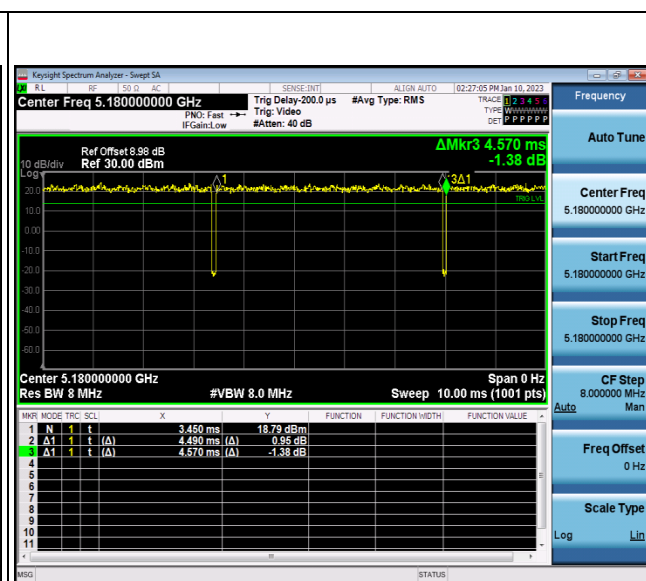 Keysight Spectrum Analyzer - Swept SA
RL RF 50 Ω AC SENSE:INT ALIGN AUTO 02:27:05 PM Jan 10, 2023
Center Freq 5.180000000 GHz
PNO: Fast
IFGain:Low
Trig Delay-200.0 µs
Trig: Video
#Atten: 40 dB
#Avg Type: RMS
TRACE 1 2 3 4 5 6
TYPE WWWWWW
DET P P P P P P
Frequency
Ref Offset 8.98 dB
10 dB/div Ref 30.00 dBm
ΔMkr3 4.570 ms
-1.38 dB
Log
1
3Δ1
TRIG LVL
20.0
10.0
0.00
-10.0
-20.0
-30.0
-40.0
-50.0
-60.0
Center 5.180000000 GHz Span 0 Hz
Res BW 8 MHz #VBW 8.0 MHz Sweep 10.00 ms (1001 pts)
MKR MODE TRC SCL X Y FUNCTION FUNCTION WIDTH FUNCTION VALUE
1 N 1 t 3.450 ms 18.79 dBm
2 Δ1 1 t (Δ) 4.490 ms (Δ) 0.95 dB
3 Δ1 1 t (Δ) 4.570 ms (Δ) -1.38 dB
4
5
6
7
8
9
10
11
MSG STATUS
Auto Tune
Center Freq
5.180000000 GHz
Start Freq
5.180000000 GHz
Stop Freq
5.180000000 GHz
CF Step
8.000000 MHz
Auto Man
Freq Offset
0 Hz
Scale Type
Log Lin